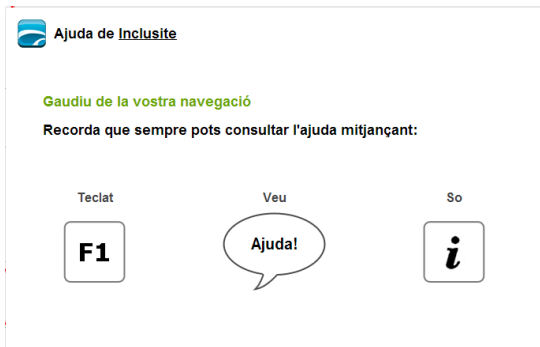 Ajuda de Inclusite
Gaudiu de la vostra navegació
Recorda que sempre pots consultar l'ajuda mitjançant:
Teclat Veu So
F1 Ajuda! i